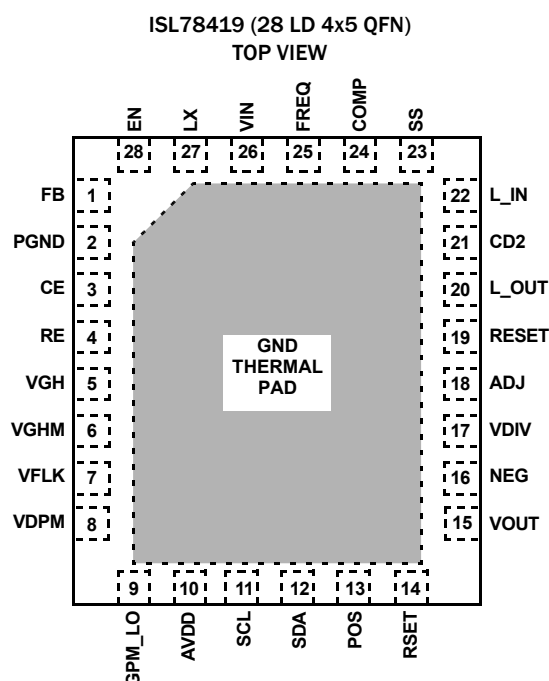 ISL78419 (28 LD 4x5 QFN)
TOP VIEW
EN
LX
VIN
FREQ
COMP
SS
28
27
26
25
24
23
FB 1
22 L_IN
PGND 2
21 CD2
CE 3
20 L_OUT
RE 4
19 RESET
VGH 5
18 ADJ
VGHM 6
17 VDIV
VFLK 7
16 NEG
VDPM 8
15 VOUT
GND
THERMAL
PAD
9
10
11
12
13
14
GPM_LO
AVDD
SCL
SDA
POS
RSET